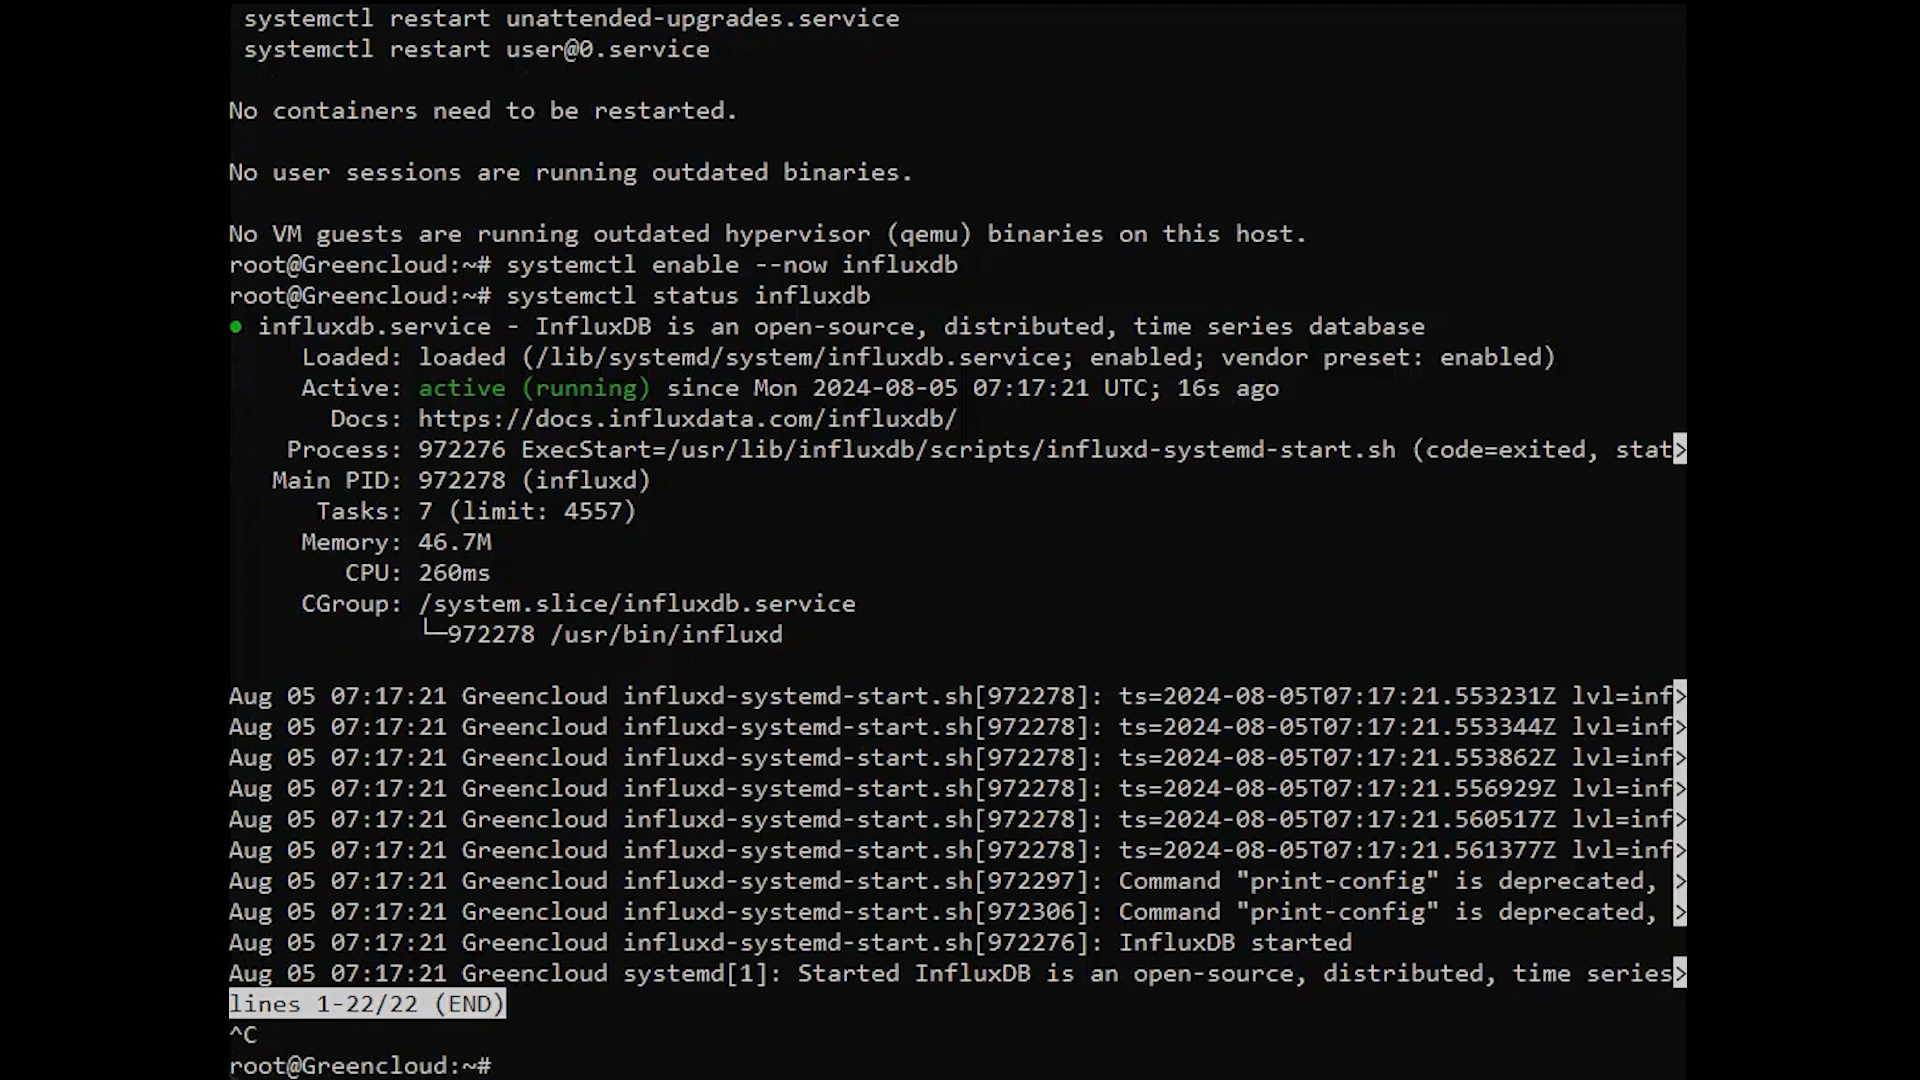 systemctl restart unattended-upgrades.service
systemctl restart user@0.service
No containers need to be restarted.
No user sessions are running outdated binaries.
No VM guests are running outdated hypervisor (qemu) binaries on this host.
root@Greencloud:~# systemctl enable --now influxdb
root@Greencloud:~# systemctl status influxdb
● influxdb.service - InfluxDB is an open-source, distributed, time series database
Loaded: loaded (/lib/systemd/system/influxdb.service; enabled; vendor preset: enabled)
Active: active (running) since Mon 2024-08-05 07:17:21 UTC; 16s ago
Docs: https://docs.influxdata.com/influxdb/
Process: 972276 ExecStart=/usr/lib/influxdb/scripts/influxd-systemd-start.sh (code=exited, stat>
Main PID: 972278 (influxd)
Tasks: 7 (limit: 4557)
Memory: 46.7M
CPU: 260ms
CGroup: /system.slice/influxdb.service
└─972278 /usr/bin/influxd
Aug 05 07:17:21 Greencloud influxd-systemd-start.sh[972278]: ts=2024-08-05T07:17:21.553231Z lvl=inf>
Aug 05 07:17:21 Greencloud influxd-systemd-start.sh[972278]: ts=2024-08-05T07:17:21.553344Z lvl=inf>
Aug 05 07:17:21 Greencloud influxd-systemd-start.sh[972278]: ts=2024-08-05T07:17:21.553862Z lvl=inf>
Aug 05 07:17:21 Greencloud influxd-systemd-start.sh[972278]: ts=2024-08-05T07:17:21.556929Z lvl=inf>
Aug 05 07:17:21 Greencloud influxd-systemd-start.sh[972278]: ts=2024-08-05T07:17:21.560517Z lvl=inf>
Aug 05 07:17:21 Greencloud influxd-systemd-start.sh[972278]: ts=2024-08-05T07:17:21.561377Z lvl=inf>
Aug 05 07:17:21 Greencloud influxd-systemd-start.sh[972297]: Command "print-config" is deprecated, >
Aug 05 07:17:21 Greencloud influxd-systemd-start.sh[972306]: Command "print-config" is deprecated, >
Aug 05 07:17:21 Greencloud influxd-systemd-start.sh[972276]: InfluxDB started
Aug 05 07:17:21 Greencloud systemd[1]: Started InfluxDB is an open-source, distributed, time series>
lines 1-22/22 (END)
^C
root@Greencloud:~#